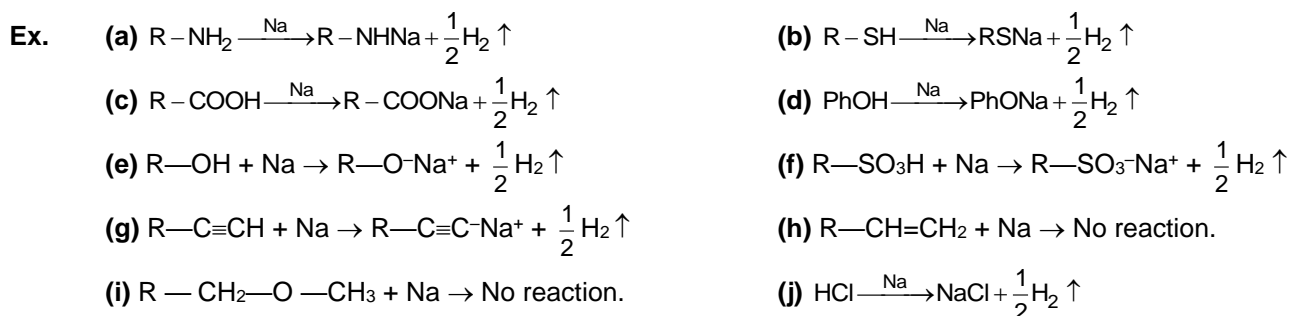 Ex. (a) R–NH₂ —Na→ R–NHNa + 1/2 H₂ ↑ (b) R–SH —Na→ RSNa + 1/2 H₂ ↑
(c) R–COOH —Na→ R–COONa + 1/2 H₂ ↑ (d) PhOH —Na→ PhONa + 1/2 H₂ ↑
(e) R—OH + Na → R—O⁻Na⁺ + 1/2 H₂ ↑ (f) R—SO₃H + Na → R—SO₃⁻Na⁺ + 1/2 H₂ ↑
(g) R—C≡CH + Na → R—C≡C⁻Na⁺ + 1/2 H₂ ↑ (h) R—CH=CH₂ + Na → No reaction.
(i) R — CH₂—O —CH₃ + Na → No reaction. (j) HCl —Na→ NaCl + 1/2 H₂ ↑